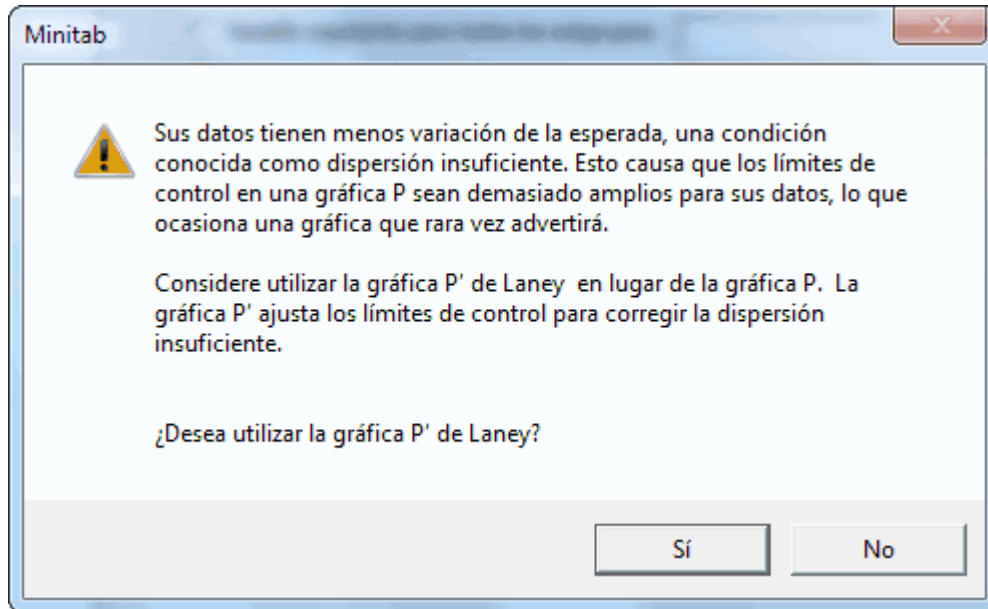 Minitab
Sus datos tienen menos variación de la esperada, una condición
conocida como dispersión insuficiente. Esto causa que los límites de
control en una gráfica P sean demasiado amplios para sus datos, lo que
ocasiona una gráfica que rara vez advertirá.
Considere utilizar la gráfica P' de Laney  en lugar de la gráfica P.  La
gráfica P' ajusta los límites de control para corregir la dispersión
insuficiente.
¿Desea utilizar la gráfica P' de Laney?
Sí
No